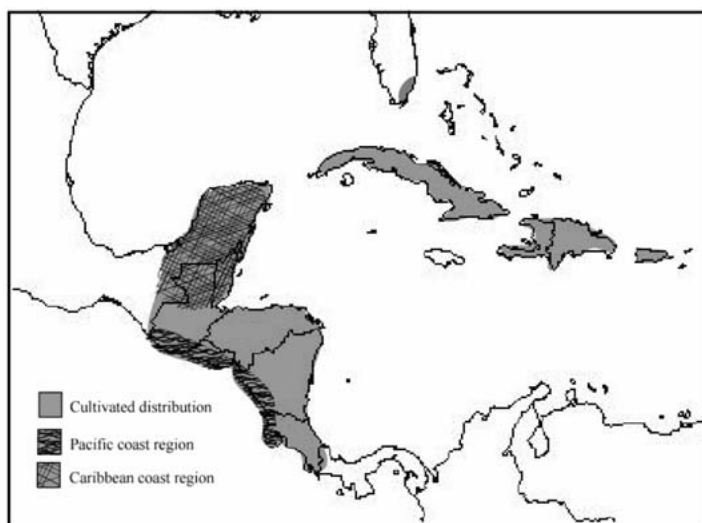 Cultivated distribution
Pacific coast region
Caribbean coast region